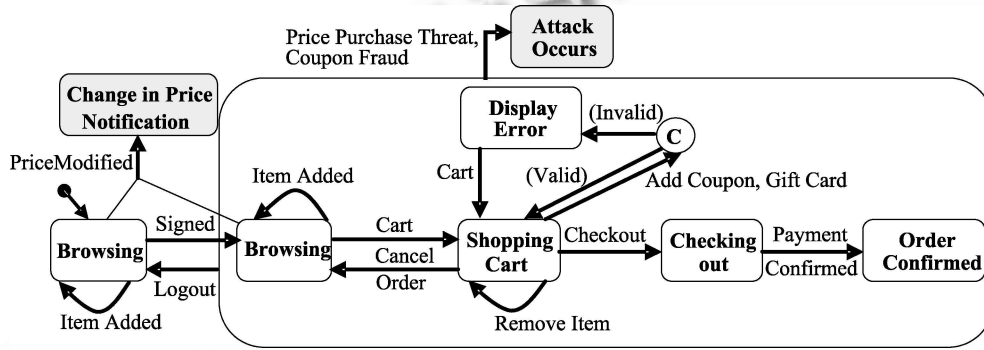 Attack
Occurs
Price Purchase Threat,
Coupon Fraud
Change in Price
Notification
Display
Error
(Invalid)
C
PriceModified
Item Added
Cart
(Valid)
Add Coupon, Gift Card
Browsing
Signed
Logout
Item Added
Browsing
Cart
Cancel
Order
Shopping
Cart
Checkout
Checking
out
Payment
Confirmed
Order
Confirmed
Remove Item